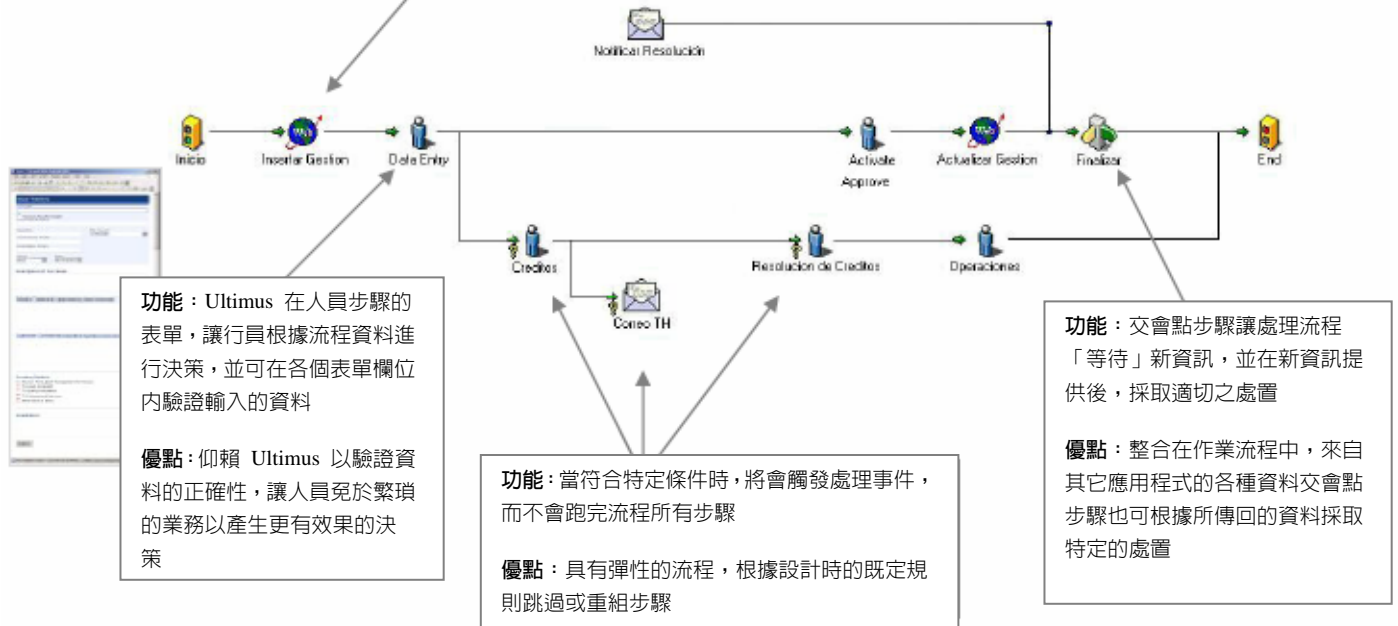 Notificar Resolución
Inicio
Insertar Gestion
Data Entry
Activate
Approve
Actualizar Gestion
Finalizar
End
Creditos
Resolucion de Creditos
Operaciones
Correo TH
功能：Ultimus 在人員步驟的
表單，讓行員根據流程資料進
行決策，並可在各個表單欄位
內驗證輸入的資料
優點：仰賴 Ultimus 以驗證資
料的正確性，讓人員免於繁瑣
的業務以產生更有效果的決
策
功能：當符合特定條件時，將會觸發處理事件，
而不會跑完流程所有步驟
優點：具有彈性的流程，根據設計時的既定規
則跳過或重組步驟
功能：交會點步驟讓處理流程
「等待」新資訊，並在新資訊提
供後，採取適切之處置
優點：整合在作業流程中，來自
其它應用程式的各種資料交會點
步驟也可根據所傳回的資料採取
特定的處置